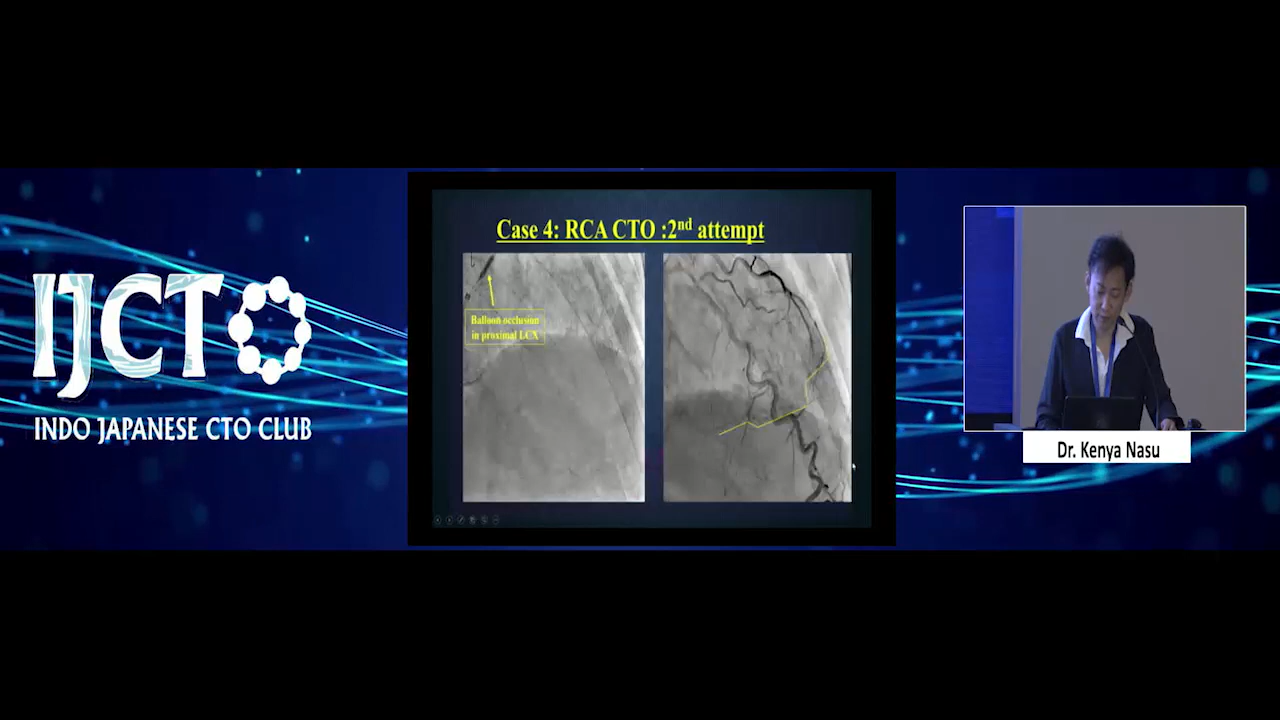 IJCTO
INDO JAPANESE CTO CLUB
Case 4: RCA CTO :2nd attempt
Balloon occlusion
in proximal LCX
Dr. Kenya Nasu